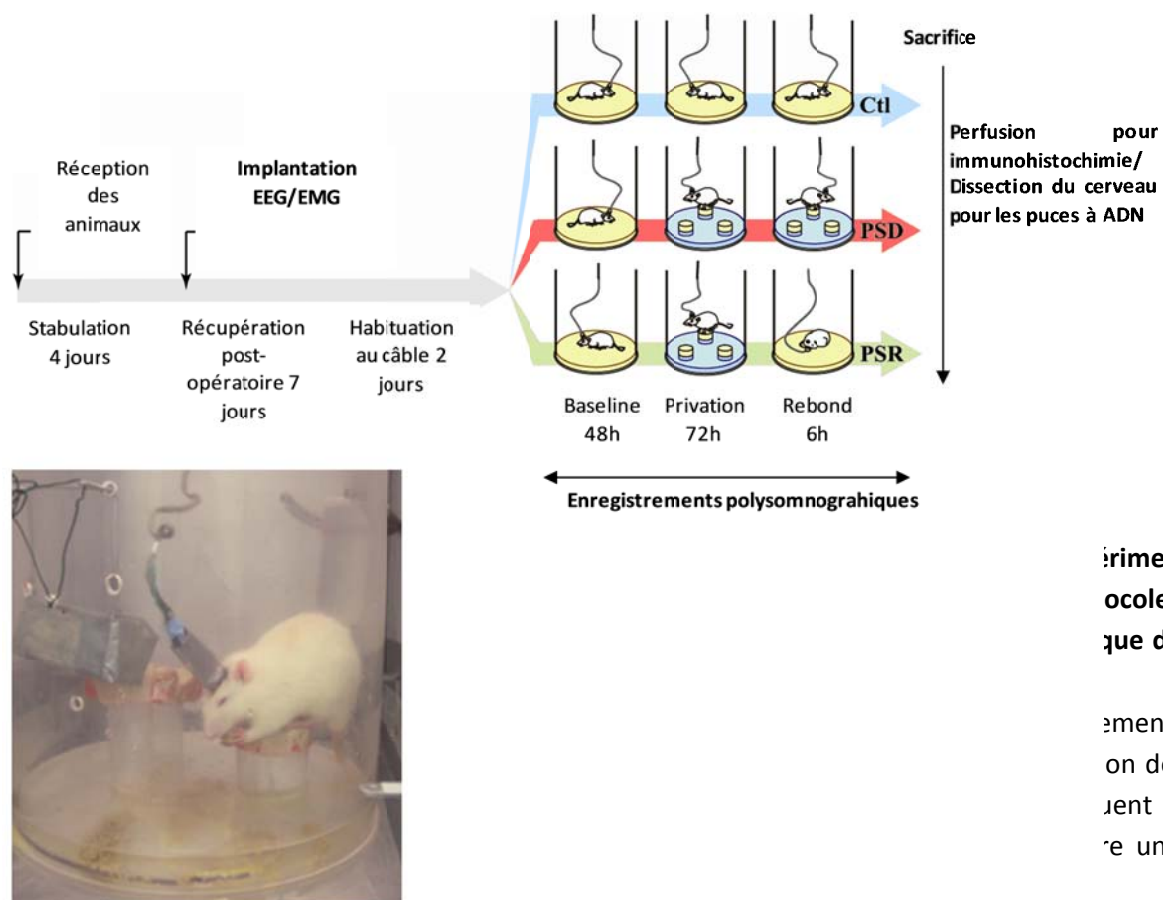 Sacrifice
Réception
des
animaux
Implantation
EEG/EMG
Stabulation
4 jours
Récupération
post-
opératoire 7
jours
Habituation
au câble 2
jours
Ctl
PSD
PSR
Baseline
48h
Privation
72h
Rebond
6h
Enregistrements polysomnograhiques
Perfusion pour
immunohistochimie/
Dissection du cerveau
pour les puces à ADN